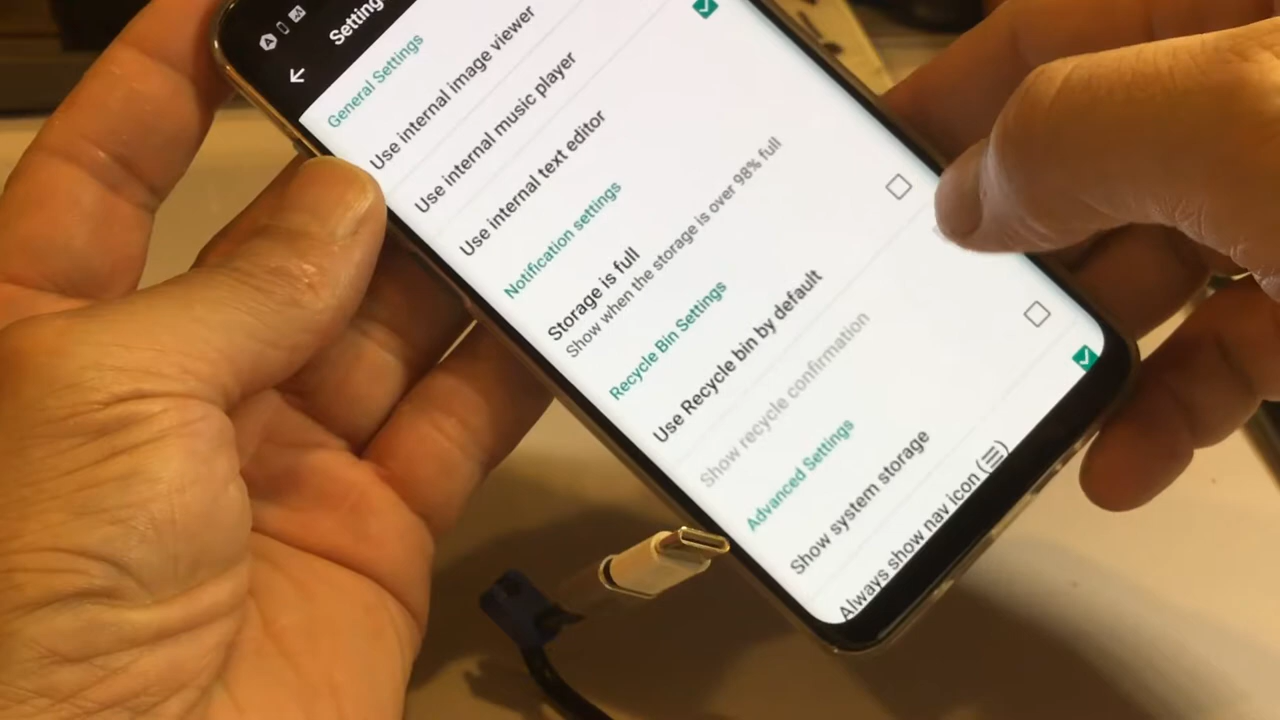 Setting
General Settings
Use internal image viewer
Use internal music player
Use internal text editor
Notification settings
Storage is full
Show when the storage is over 98% full
Recycle Bin Settings
Use Recycle bin by default
Show recycle confirmation
Advanced Settings
Show system storage
Always show nav icon (☰)